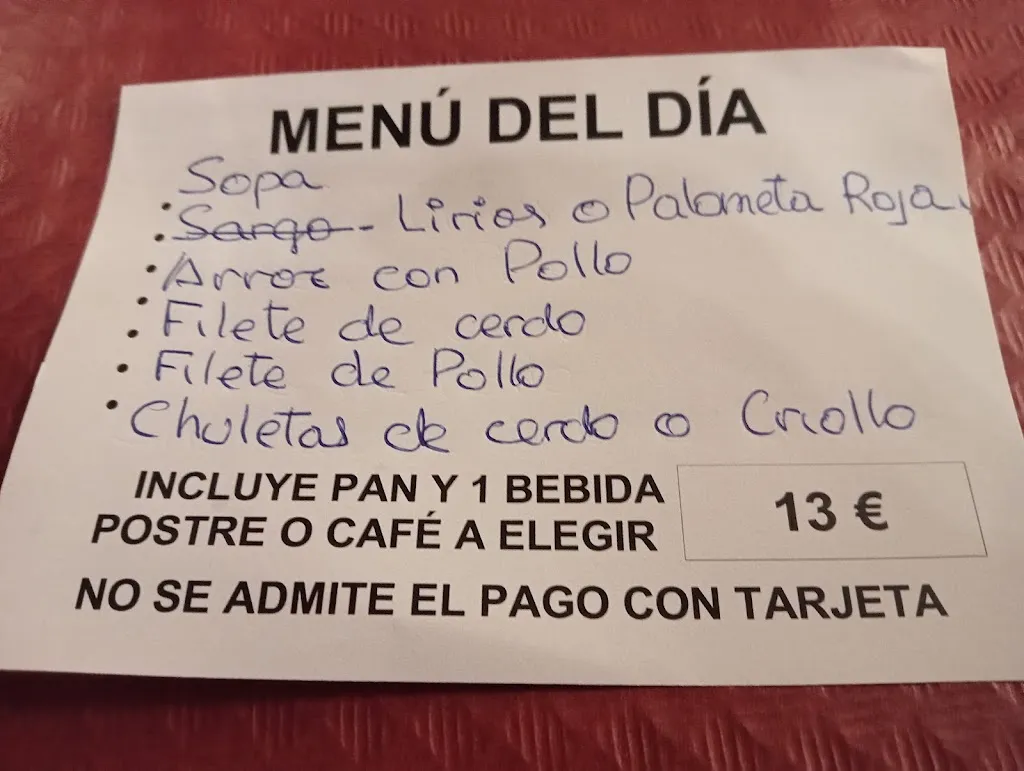 MENÚ DEL DÍA
• Sopa
• Sargo - Lirios o Palometa Roja.
• Arroz con Pollo
• Filete de cerdo
• Filete de Pollo
• Chuletas de cerdo o Criollo
INCLUYE PAN Y 1 BEBIDA
POSTRE O CAFÉ A ELEGIR
13 €
NO SE ADMITE EL PAGO CON TARJETA